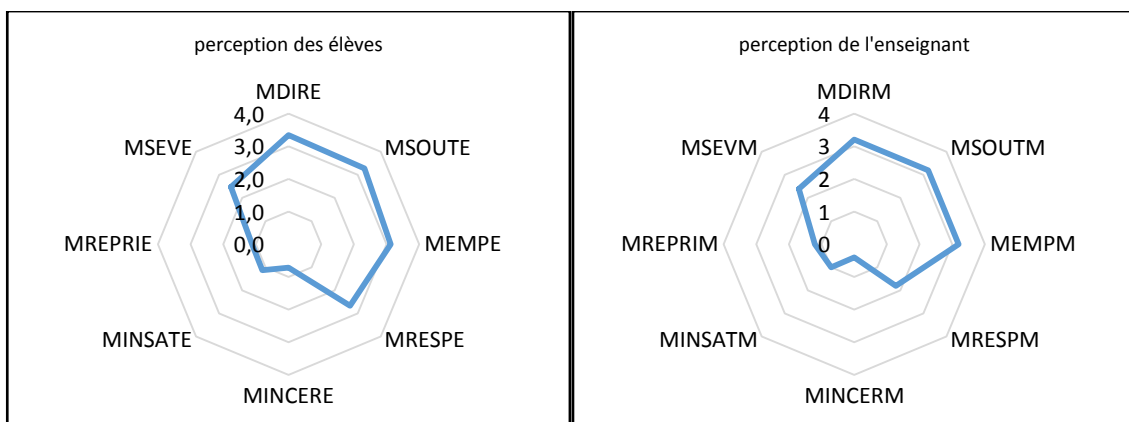 perception des élèves
MDIRE
4,0
3,0
2,0
1,0
0,0
MSOUTE
MEMPE
MRESPE
MINCERE
MINSATE
MREPRIE
MSEVE
perception de l'enseignant
MDIRM
4
3
2
1
0
MSOUTM
MEMPM
MRESPM
MINCERM
MINSATM
MREPRIM
MSEVM